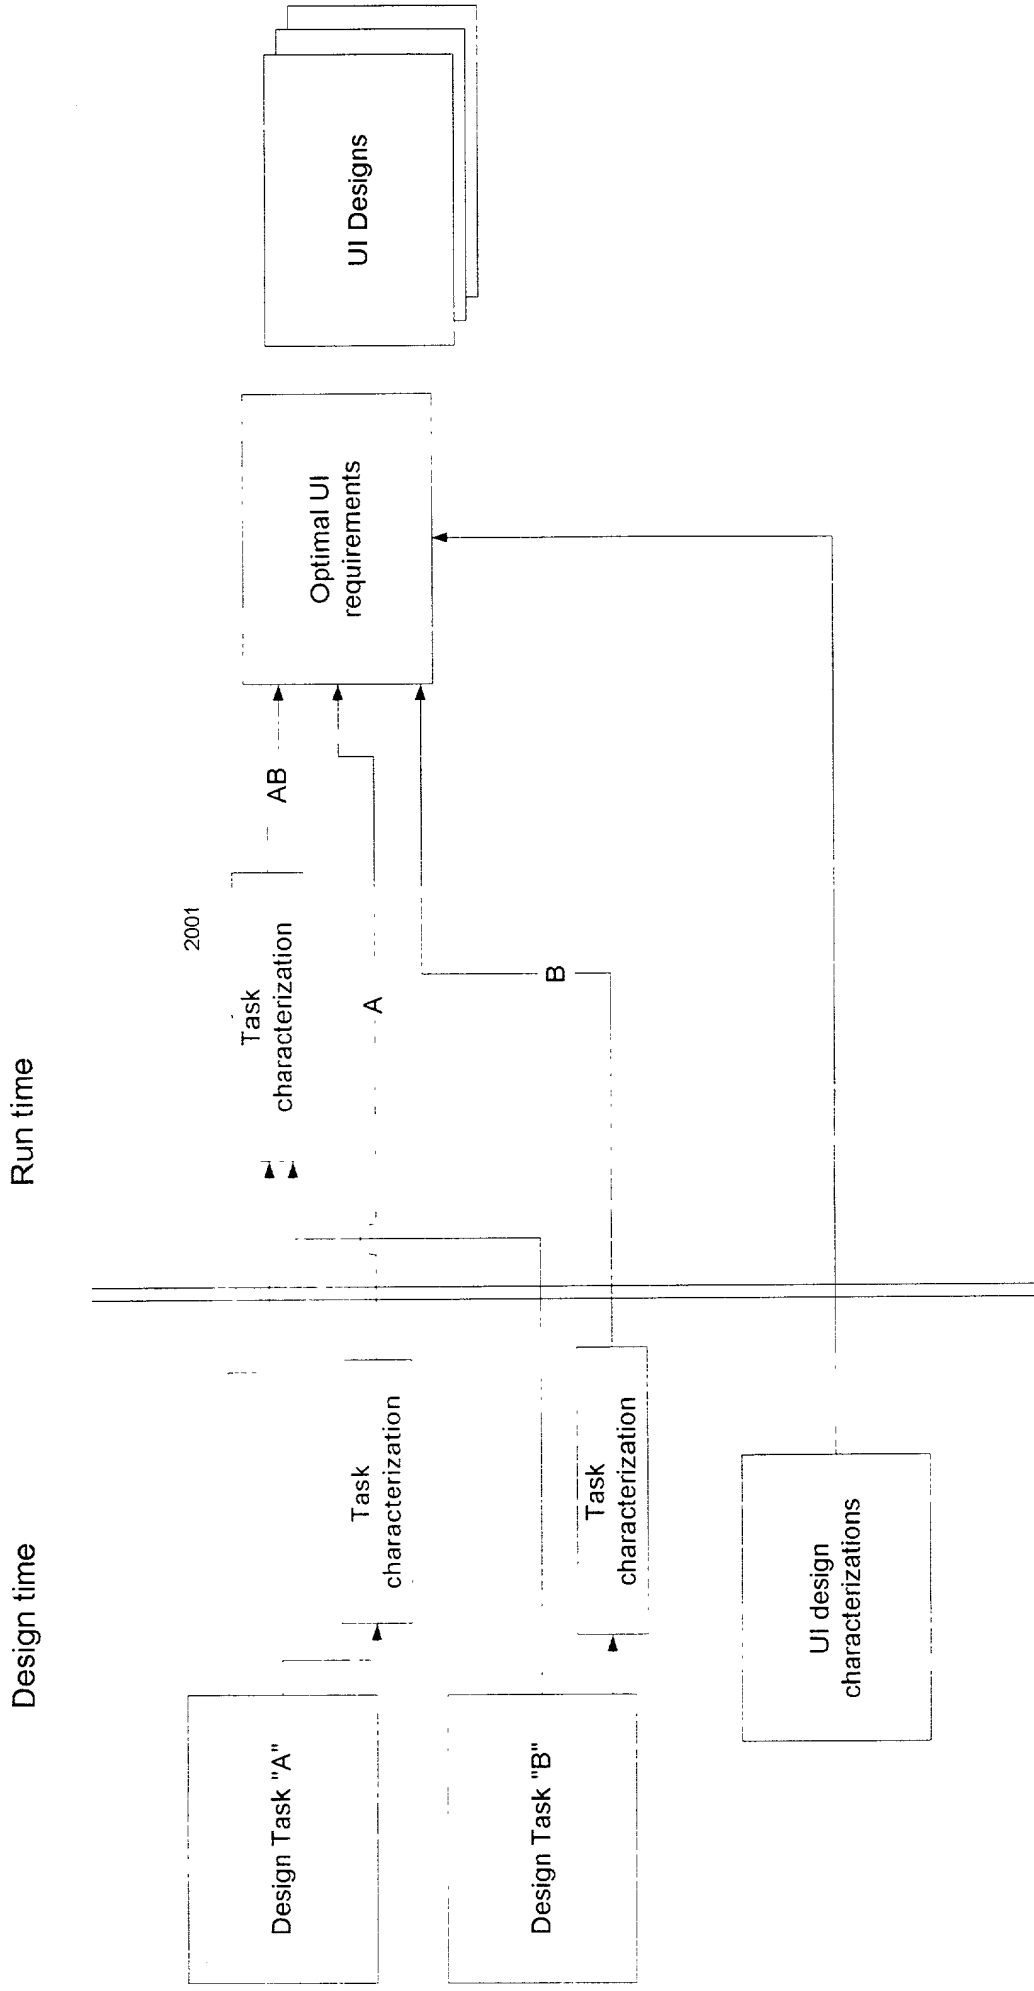 Design time
Run time
Design Task "A"
Design Task "B"
Task
characterization
Task
characterization
UI design
characterizations
2001
Task
characterization
AB
A
B
Optimal UI
requirements
UI Designs